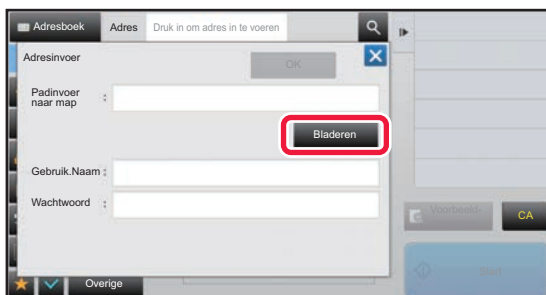 Adresboek Adres Druk in om adres in te voeren
Adresinvoer
OK
Padinvoer
naar map :
Bladeren
Gebruik.Naam :
Wachtwoord :
Voorbeeld-
CA
Start
Overige